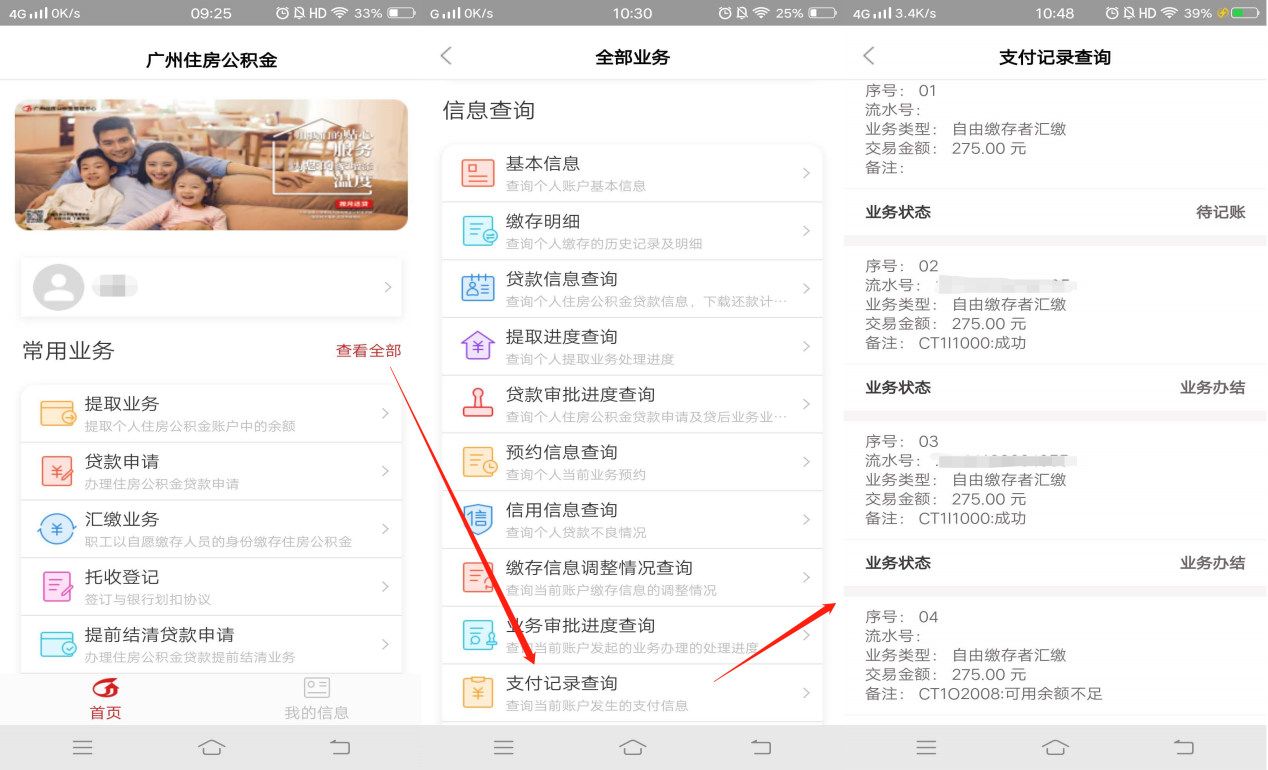 4G 0K/s 09:25 HD 33%
广州住房公积金
服务
温度
常用业务
查看全部
提取业务
提取个人住房公积金账户中的余额
贷款申请
办理住房公积金贷款申请
汇缴业务
职工以自愿缴存人员的身份缴存住房公积金
托收登记
签订与银行划扣协议
提前结清贷款申请
办理住房公积金贷款提前结清业务
首页
我的信息
G 0K/s 10:30 25%
全部业务
信息查询
基本信息
查询个人账户基本信息
缴存明细
查询个人缴存的历史记录及明细
贷款信息查询
查询个人住房公积金贷款信息，下载还款计…
提取进度查询
查询个人提取业务处理进度
贷款审批进度查询
查询个人住房公积金贷款申请及贷后业务业…
预约信息查询
查询个人当前业务预约
信用信息查询
查询个人贷款不良情况
缴存信息调整情况查询
查询当前账户缴存信息的调整情况
业务审批进度查询
查询当前账户发起的业务办理的处理进度
支付记录查询
查询当前账户发生的支付信息
4G 3.4K/s 10:48 HD 39%
支付记录查询
序号： 01
流水号：
业务类型： 自由缴存者汇缴
交易金额： 275.00 元
备注：
业务状态 待记账
序号： 02
流水号：
业务类型： 自由缴存者汇缴
交易金额： 275.00 元
备注： CT1I1000:成功
业务状态 业务办结
序号： 03
流水号：
业务类型： 自由缴存者汇缴
交易金额： 275.00 元
备注： CT1I1000:成功
业务状态 业务办结
序号： 04
流水号：
业务类型： 自由缴存者汇缴
交易金额： 275.00 元
备注： CT1O2008:可用余额不足